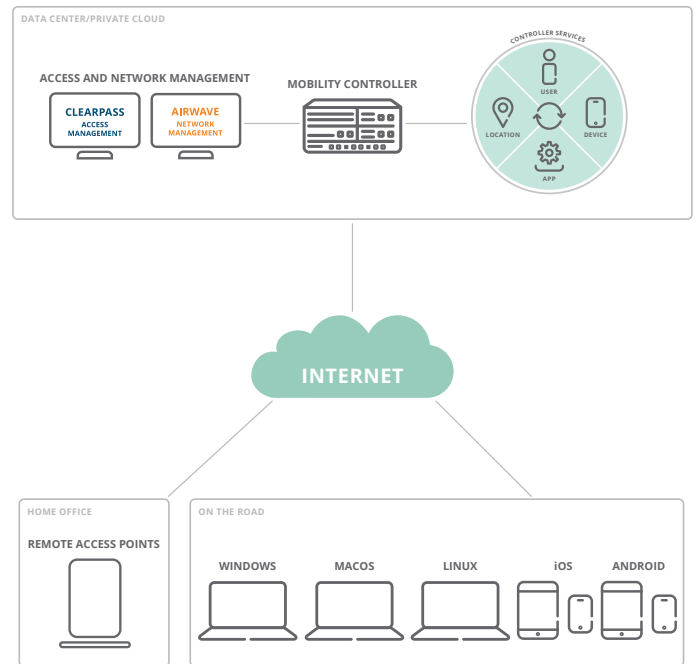 DATA CENTER/PRIVATE CLOUD
CONTROLLER SERVICES
ACCESS AND NETWORK MANAGEMENT
MOBILITY CONTROLLER
CLEARPASS
ACCESS
MANAGEMENT
AIRWAVE
NETWORK
MANAGEMENT
USER
LOCATION
DEVICE
APP
INTERNET
HOME OFFICE
REMOTE ACCESS POINTS
ON THE ROAD
WINDOWS
MACOS
LINUX
iOS
ANDROID